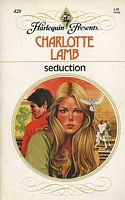 Harlequin Presents...
428
CHARLOTTE
LAMB
seduction